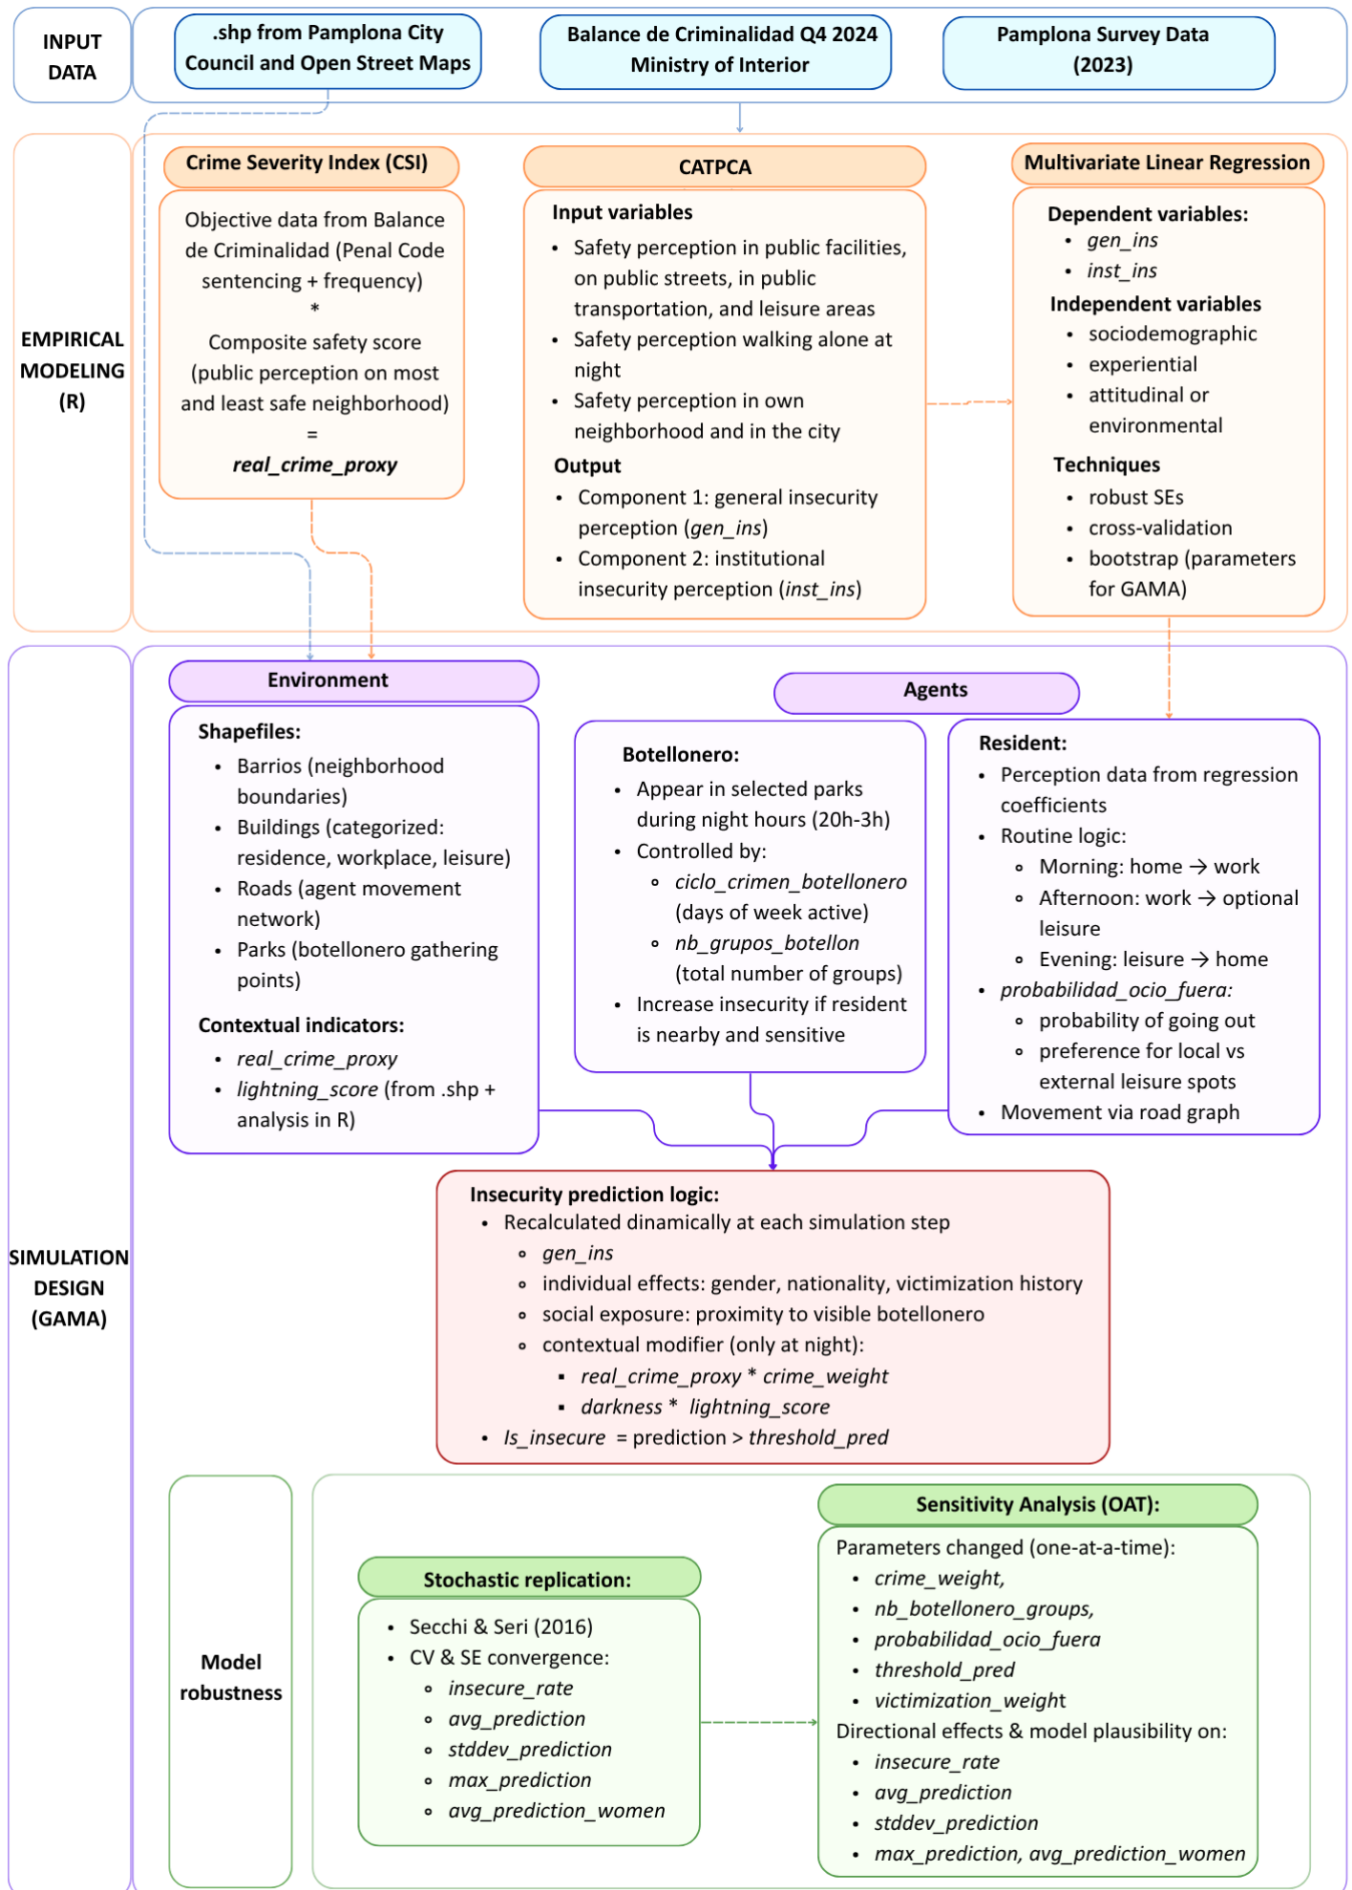 INPUT
DATA
.shp from Pamplona City
Council and Open Street Maps
Balance de Criminalidad Q4 2024
Ministry of Interior
Pamplona Survey Data
(2023)
EMPIRICAL
MODELING
(R)
Crime Severity Index (CSI)
Objective data from Balance
de Criminalidad (Penal Code
sentencing + frequency)
*
Composite safety score
(public perception on most
and least safe neighborhood)
=
real_crime_proxy
CATPCA
Input variables
• Safety perception in public facilities,
on public streets, in public
transportation, and leisure areas
• Safety perception walking alone at
night
• Safety perception in own
neighborhood and in the city
Output
• Component 1: general insecurity
perception (gen_ins)
• Component 2: institutional
insecurity perception (inst_ins)
Multivariate Linear Regression
Dependent variables:
• gen_ins
• inst_ins
Independent variables
• sociodemographic
• experiential
• attitudinal or
environmental
Techniques
• robust SEs
• cross-validation
• bootstrap (parameters
for GAMA)
SIMULATION
DESIGN
(GAMA)
Environment
Shapefiles:
• Barrios (neighborhood
boundaries)
• Buildings (categorized:
residence, workplace, leisure)
• Roads (agent movement
network)
• Parks (botellonero gathering
points)
Contextual indicators:
• real_crime_proxy
• lightning_score (from .shp +
analysis in R)
Agents
Botellonero:
• Appear in selected parks
during night hours (20h-3h)
• Controlled by:
∘ ciclo_crimen_botellonero
(days of week active)
∘ nb_grupos_botellon
(total number of groups)
• Increase insecurity if resident
is nearby and sensitive
Resident:
• Perception data from regression
coefficients
• Routine logic:
∘ Morning: home → work
∘ Afternoon: work → optional
leisure
∘ Evening: leisure → home
• probabilidad_ocio_fuera:
∘ probability of going out
∘ preference for local vs
external leisure spots
• Movement via road graph
Insecurity prediction logic:
• Recalculated dinamically at each simulation step
∘ gen_ins
∘ individual effects: gender, nationality, victimization history
∘ social exposure: proximity to visible botellonero
∘ contextual modifier (only at night):
▪ real_crime_proxy * crime_weight
▪ darkness * lightning_score
• Is_insecure = prediction > threshold_pred
Model
robustness
Stochastic replication:
• Secchi & Seri (2016)
• CV & SE convergence:
∘ insecure_rate
∘ avg_prediction
∘ stddev_prediction
∘ max_prediction
∘ avg_prediction_women
Sensitivity Analysis (OAT):
Parameters changed (one-at-a-time):
• crime_weight,
• nb_botellonero_groups,
• probabilidad_ocio_fuera
• threshold_pred
• victimization_weight
Directional effects & model plausibility on:
• insecure_rate
• avg_prediction
• stddev_prediction
• max_prediction, avg_prediction_women